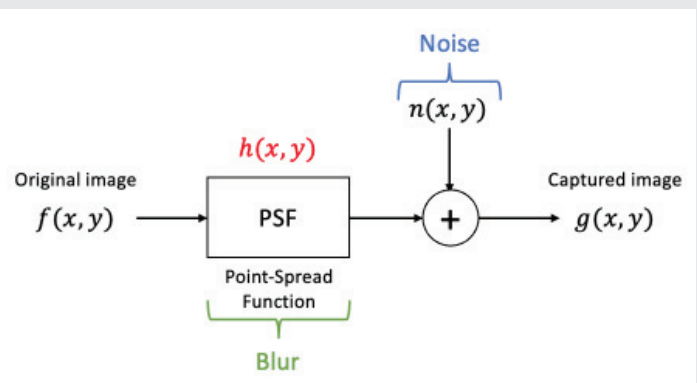 Noise
n(x, y)
h(x, y)
Original image
Captured image
f(x, y)
PSF
+
g(x, y)
Point-Spread
Function
Blur